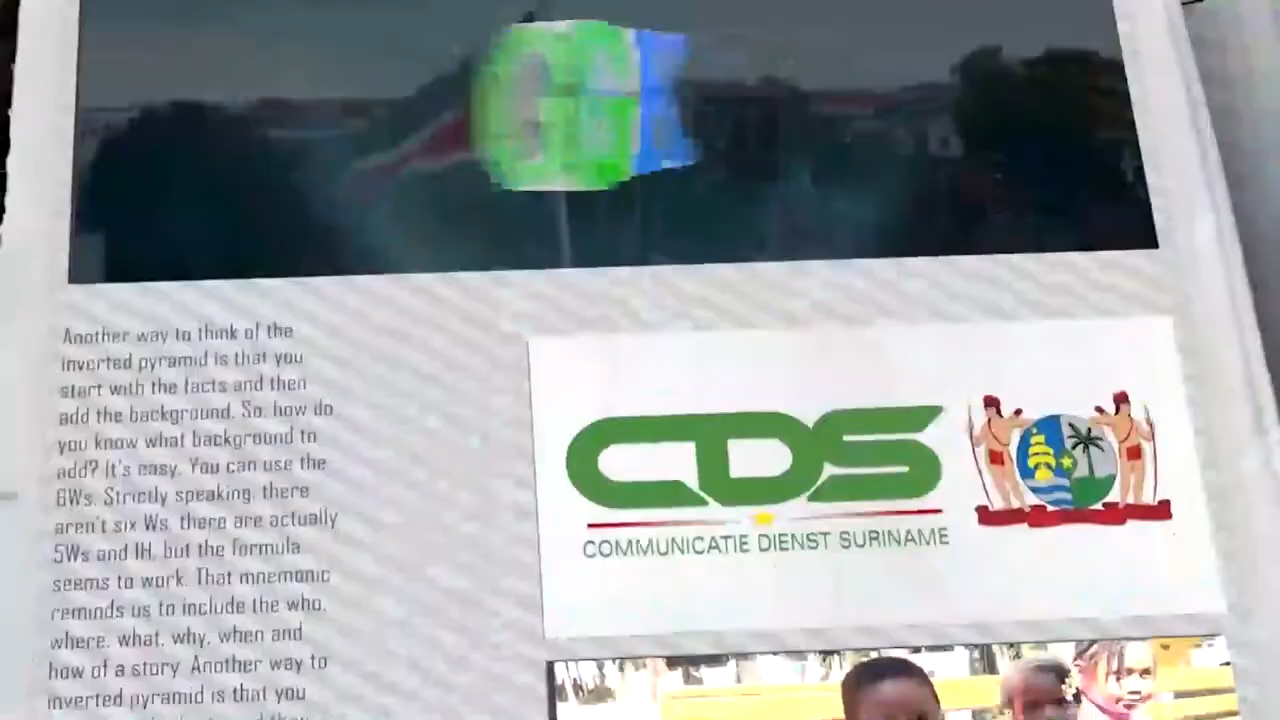 Another way to think of the
inverted pyramid is that you
start with the facts and then
add the background. So, how do
you know what background to
add? It's easy. You can use the
6Ws. Strictly speaking, there
aren't six Ws, there are actually
5Ws and 1H, but the formula
seems to work. That mnemonic
reminds us to include the who,
where, what, why, when and
how of a story. Another way to
inverted pyramid is that you
CDS
COMMUNICATIE DIENST SURINAME